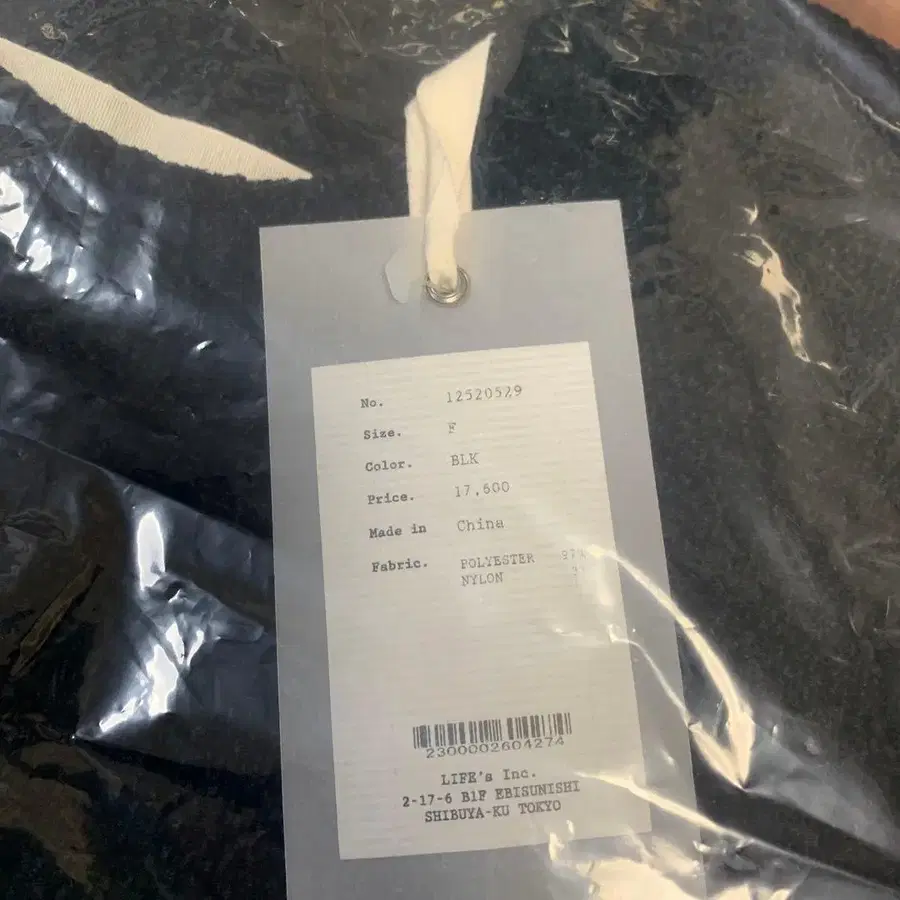 No. 12520529
Size. F
Color. BLK
Price. 17,600
Made in China
Fabric. POLYESTER 97%
NYLON
2300002604274
LIFE's Inc.
2-17-6 B1F EBISUNISHI
SHIBUYA-KU TOKYO